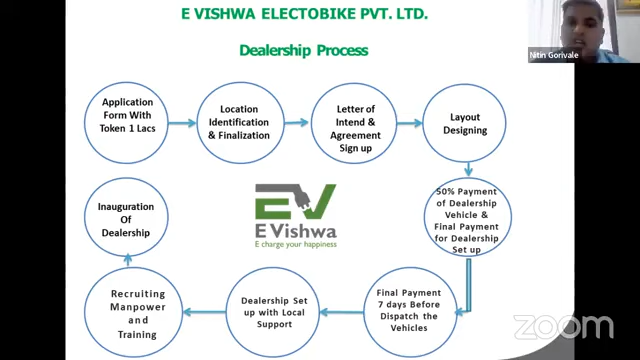 E VISHWA ELECTOBIKE PVT. LTD.
Dealership Process
Nitin Gorivale
Application
Form With
Token 1 Lacs
Location
Identification
& Finalization
Letter of
Intend &
Agreement
Sign up
Layout
Designing
50% Payment
of Dealership
Vehicle &
Final Payment
for Dealership
Set up
Final Payment
7 days Before
Dispatch the
Vehicles
Dealership Set
up with Local
Support
Recruiting
Manpower
and
Training
Inauguration
Of
Dealership
EV
E Vishwa
E charge your happiness
zoom